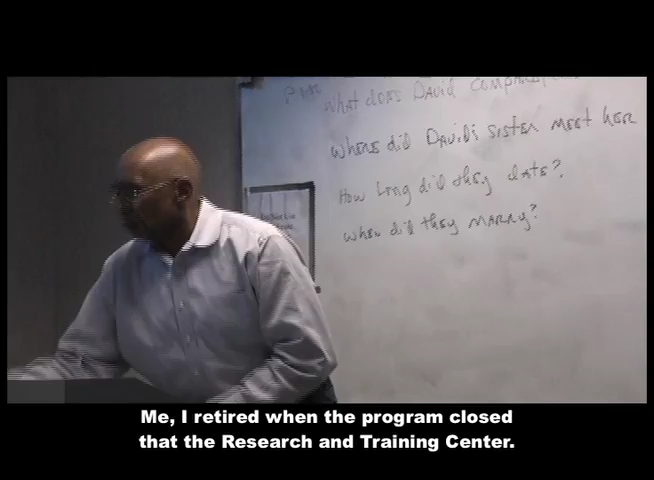 What does David
Where did David's sister meet her
How long did they date?
when did they marry?
Me, I retired when the program closed
that the Research and Training Center.